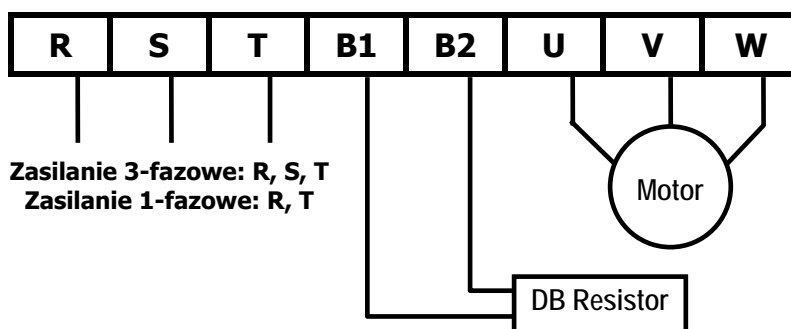 R S T B1 B2 U V W
Zasilanie 3-fazowe: R, S, T
Zasilanie 1-fazowe: R, T
Motor
DB Resistor